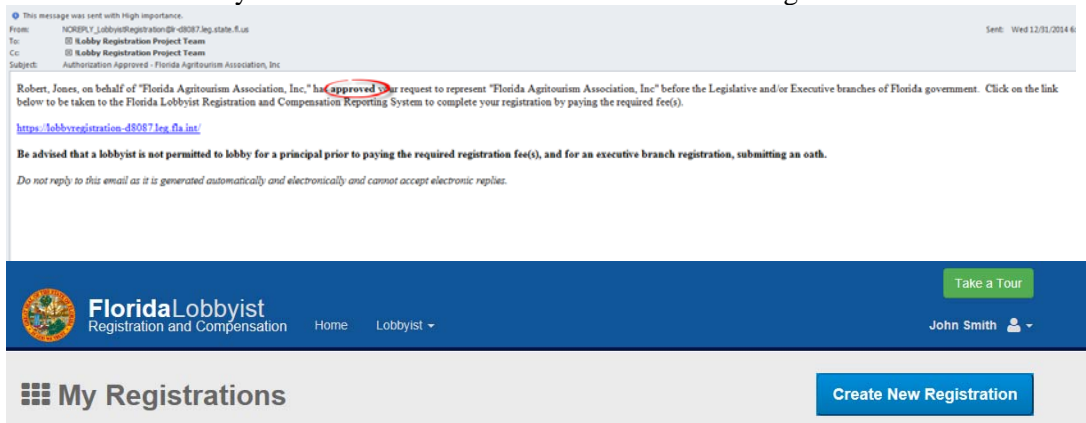 This message was sent with High importance.
From: NOREPLY_LobbyistRegistration@lr-d8087.leg.state.fl.us Sent: Wed 12/31/2014
To: !Lobby Registration Project Team
Cc: !Lobby Registration Project Team
Subject: Authorization Approved - Florida Agritourism Association, Inc
Robert, Jones, on behalf of "Florida Agritourism Association, Inc," has approved your request to represent "Florida Agritourism Association, Inc" before the Legislative and/or Executive branches of Florida government. Click on the link
below to be taken to the Florida Lobbyist Registration and Compensation Reporting System to complete your registration by paying the required fee(s).
https://lobbyregistration-d8087.leg.fla.int/
Be advised that a lobbyist is not permitted to lobby for a principal prior to paying the required registration fee(s), and for an executive branch registration, submitting an oath.
Do not reply to this email as it is generated automatically and electronically and cannot accept electronic replies.
Take a Tour
FloridaLobbyist
Registration and Compensation Home Lobbyist John Smith
My Registrations Create New Registration